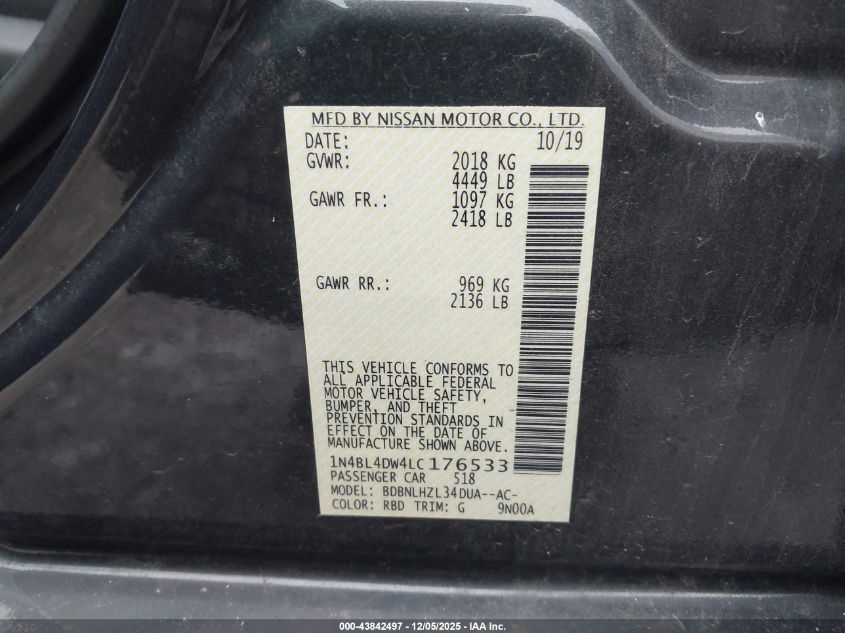 MFD BY NISSAN MOTOR CO., LTD.
DATE: 10/19
GVWR: 2018 KG
4449 LB
GAWR FR.: 1097 KG
2418 LB
GAWR RR.: 969 KG
2136 LB
THIS VEHICLE CONFORMS TO
ALL APPLICABLE FEDERAL
MOTOR VEHICLE SAFETY,
BUMPER, AND THEFT
PREVENTION STANDARDS IN
EFFECT ON THE DATE OF
MANUFACTURE SHOWN ABOVE.
1N4BL4DW4LC176533
PASSENGER CAR 518
MODEL: BDBNLHZL34DUA--AC-
COLOR: RBD TRIM: G 9N00A
000-43842497 - 12/05/2025 - IAA Inc.